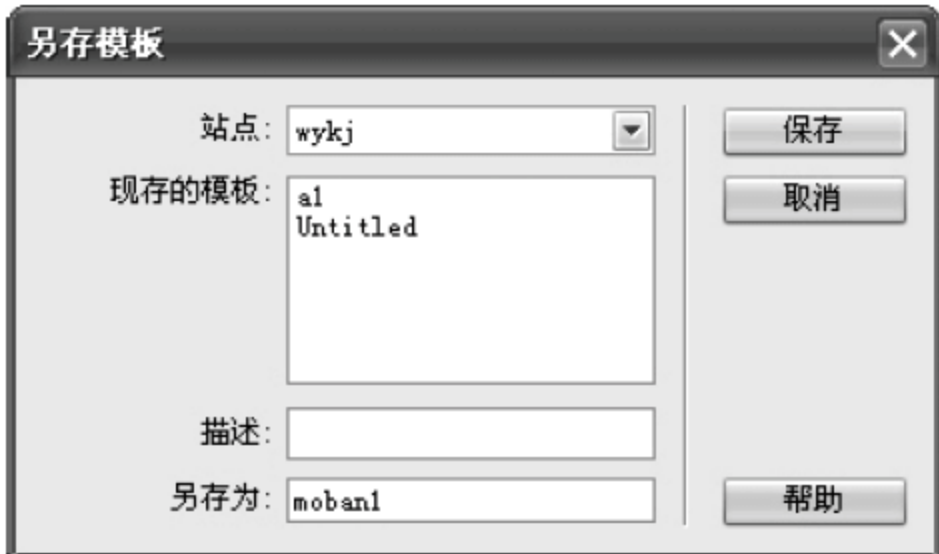 另存模板
站点: wykj
保存
现存的模板: a1
Untitled
取消
描述:
另存为: moban1
帮助